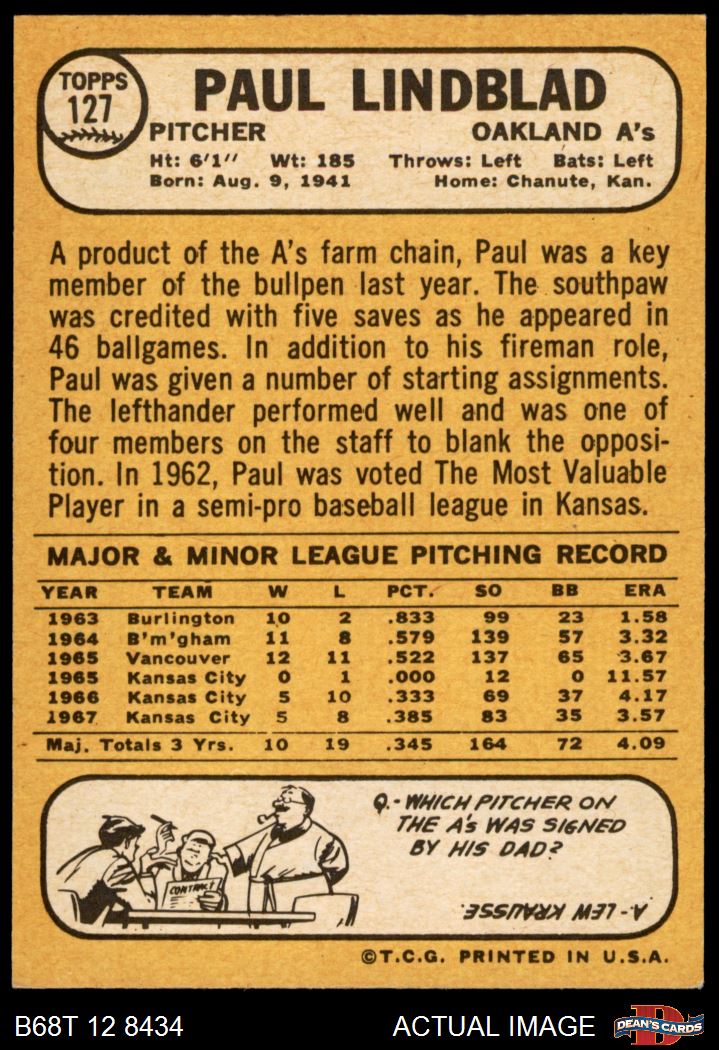 TOPPS
127
PAUL LINDBLAD
PITCHER OAKLAND A's
Ht: 6'1" Wt: 185 Throws: Left Bats: Left
Born: Aug. 9, 1941 Home: Chanute, Kan.
A product of the A's farm chain, Paul was a key
member of the bullpen last year. The southpaw
was credited with five saves as he appeared in
46 ballgames. In addition to his fireman role,
Paul was given a number of starting assignments.
The lefthander performed well and was one of
four members on the staff to blank the opposi-
tion. In 1962, Paul was voted The Most Valuable
Player in a semi-pro baseball league in Kansas.
MAJOR & MINOR LEAGUE PITCHING RECORD
YEAR TEAM W L PCT. SO BB ERA
1963 Burlington 10 2 .833 99 23 1.58
1964 B'm'gham 11 8 .579 139 57 3.32
1965 Vancouver 12 11 .522 137 65 3.67
1965 Kansas City 0 1 .000 12 0 11.57
1966 Kansas City 5 10 .333 69 37 4.17
1967 Kansas City 5 8 .385 83 35 3.57
Maj. Totals 3 Yrs. 10 19 .345 164 72 4.09
CONTRACT
Q.- WHICH PITCHER ON
THE A's WAS SIGNED
BY HIS DAD?
A - LEW KRAUSSE.
©T.C.G. PRINTED IN U.S.A.
B68T 12 8434 ACTUAL IMAGE DEAN'S CARDS